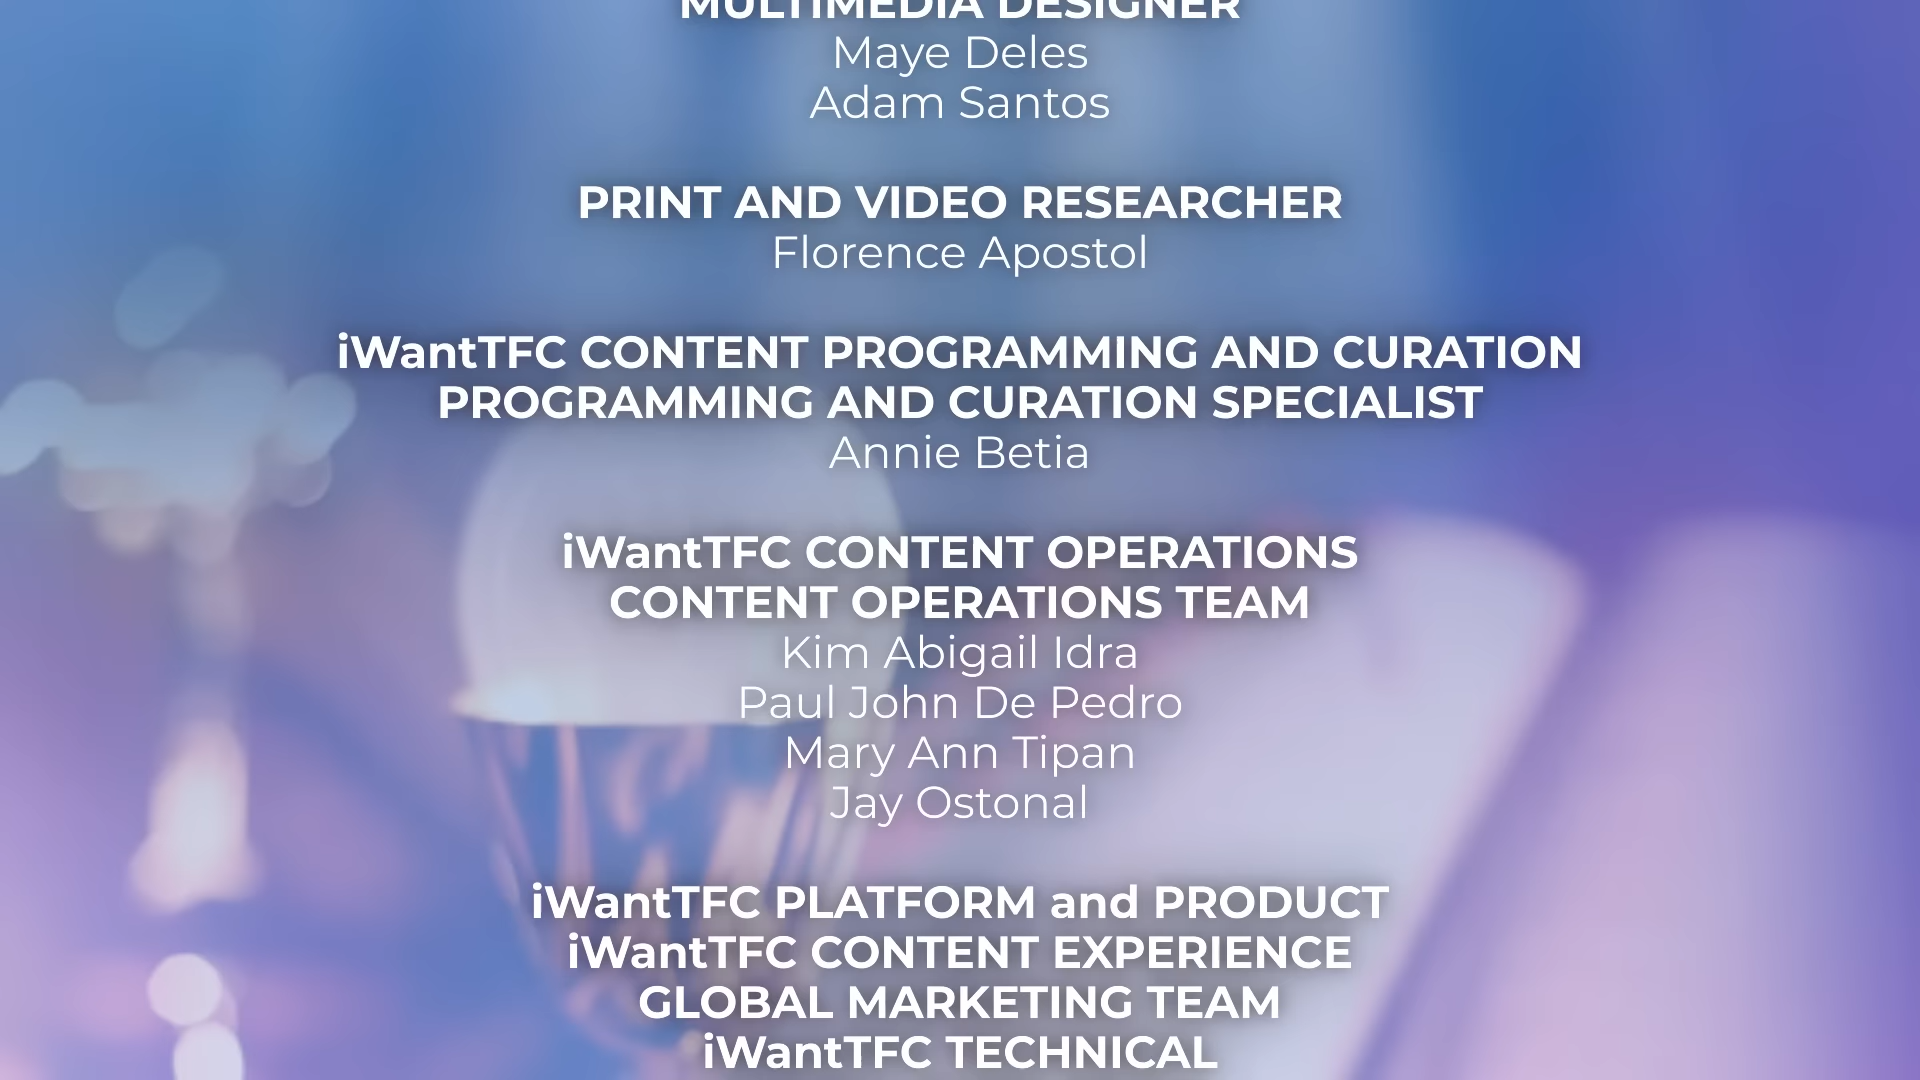 MULTIMEDIA DESIGNER
Maye Deles
Adam Santos
PRINT AND VIDEO RESEARCHER
Florence Apostol
iWantTFC CONTENT PROGRAMMING AND CURATION
PROGRAMMING AND CURATION SPECIALIST
Annie Betia
iWantTFC CONTENT OPERATIONS
CONTENT OPERATIONS TEAM
Kim Abigail Idra
Paul John De Pedro
Mary Ann Tipan
Jay Ostonal
iWantTFC PLATFORM and PRODUCT
iWantTFC CONTENT EXPERIENCE
GLOBAL MARKETING TEAM
iWantTFC TECHNICAL